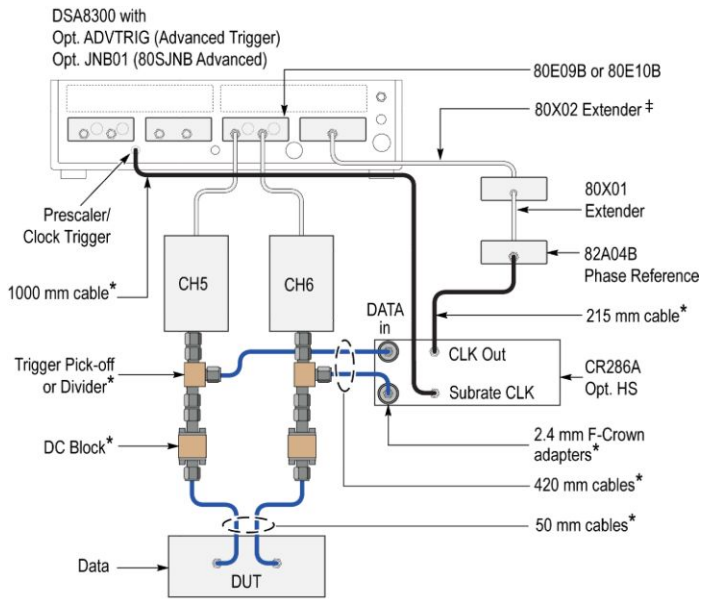 DSA8300 with
Opt. ADVTRIG (Advanced Trigger)
Opt. JNB01 (80SJNB Advanced)
80E09B or 80E10B
80X02 Extender ‡
80X01
Extender
Prescaler/
Clock Trigger
82A04B
Phase Reference
CH5
CH6
1000 mm cable*
DATA
in
215 mm cable*
CLK Out
Trigger Pick-off
or Divider*
CR286A
Opt. HS
Subrate CLK
DC Block*
2.4 mm F-Crown
adapters*
420 mm cables*
50 mm cables*
Data
DUT